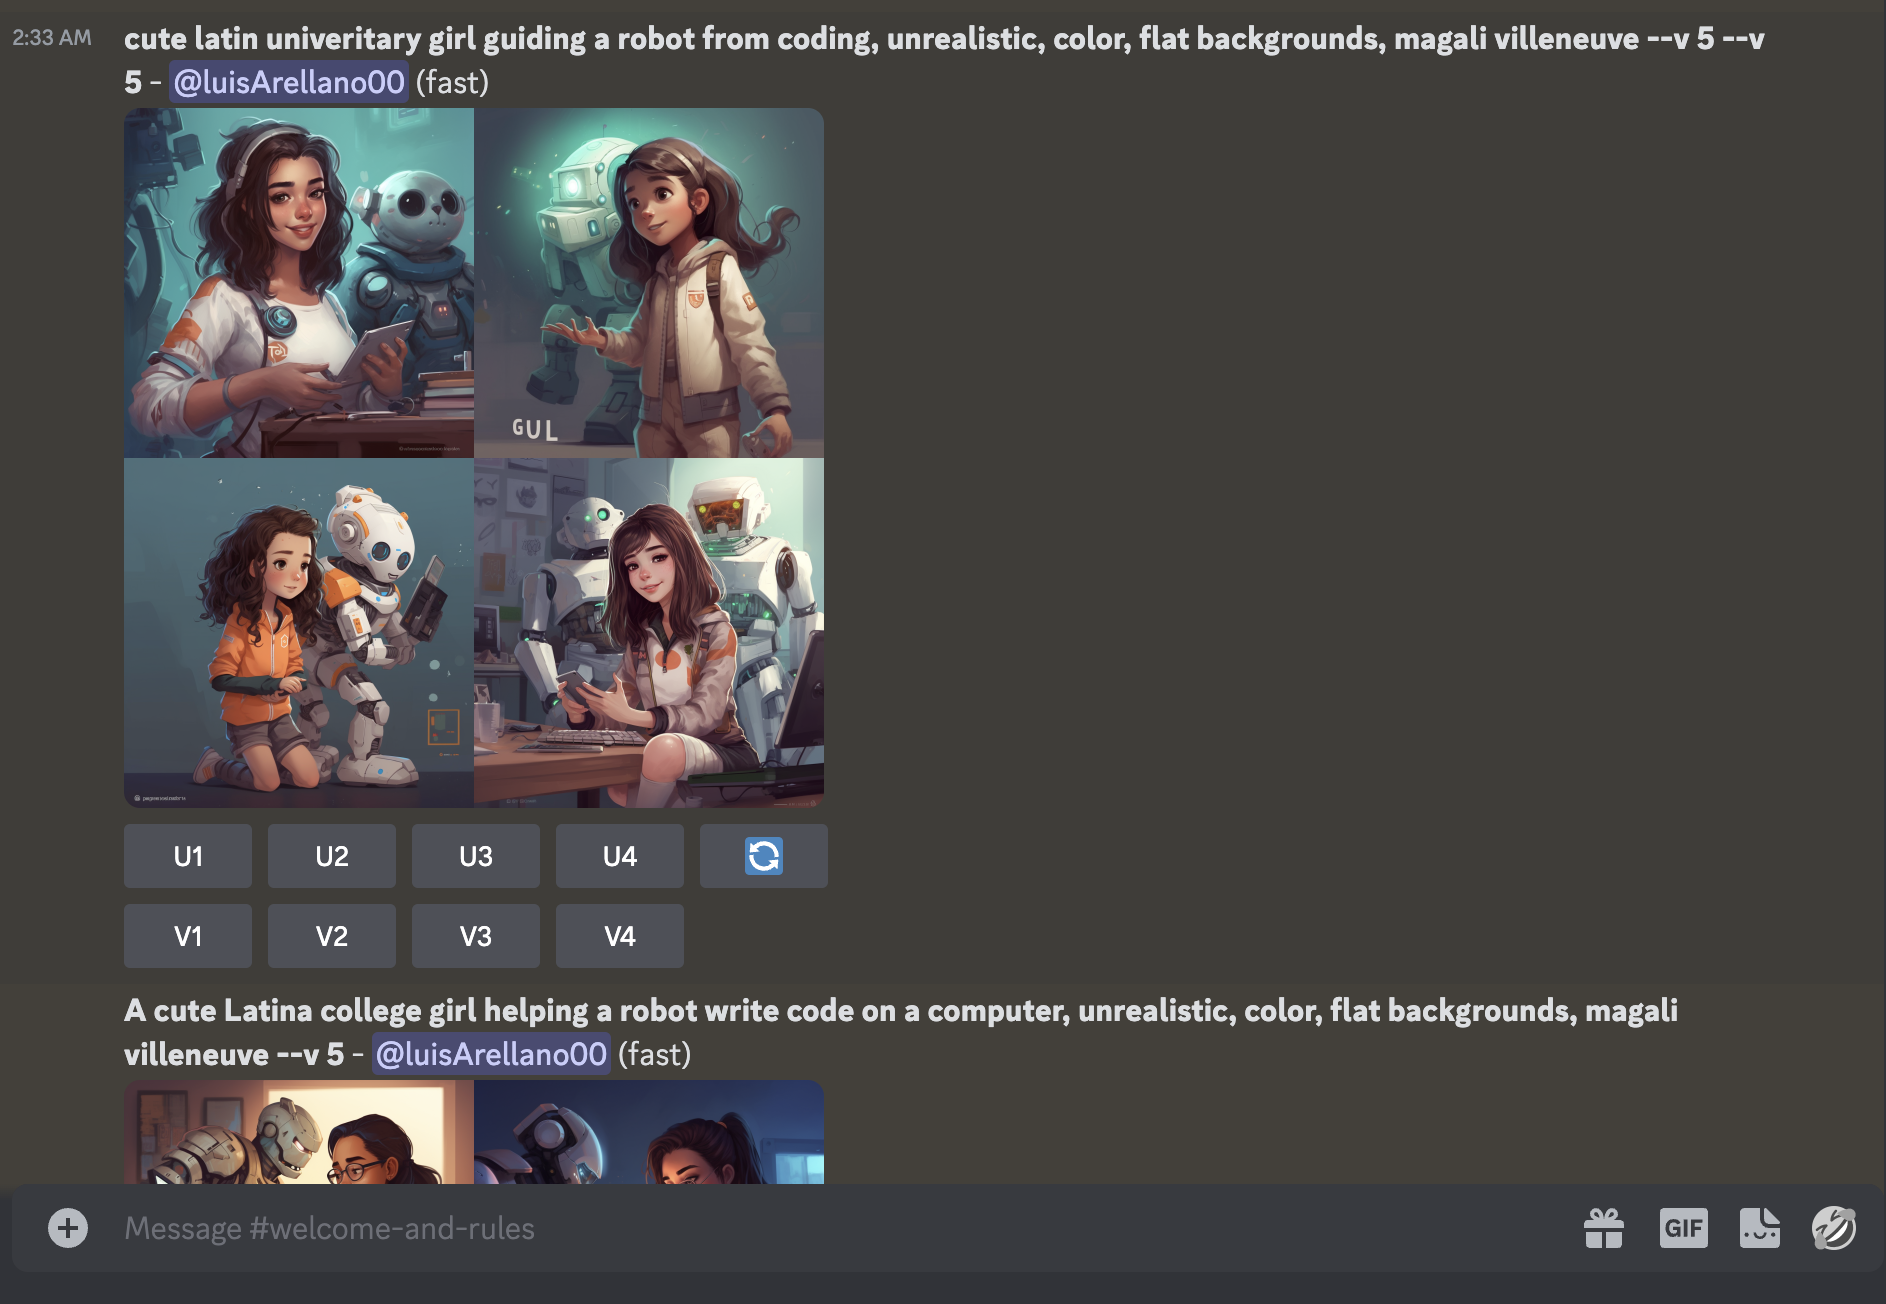 2:33 AM
cute latin univeritary girl guiding a robot from coding, unrealistic, color, flat backgrounds, magali villeneuve --v 5 --v
5 - @luisArellano00 (fast)
GUL
U1 U2 U3 U4
V1 V2 V3 V4
A cute Latina college girl helping a robot write code on a computer, unrealistic, color, flat backgrounds, magali
villeneuve --v 5 - @luisArellano00 (fast)
Message #welcome-and-rules
GIF